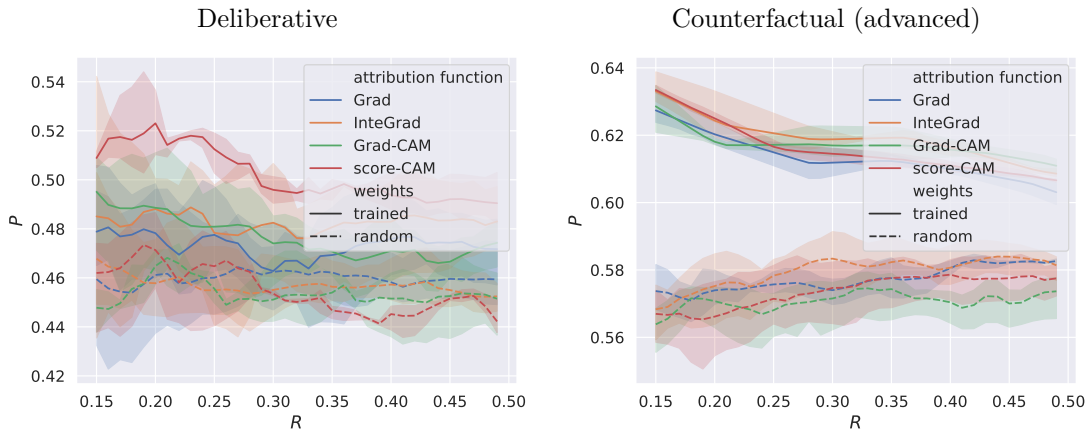 Deliberative
0.54
0.52
0.50
0.48
0.46
0.44
0.42
P
attribution function
Grad
InteGrad
Grad-CAM
score-CAM
weights
trained
random
0.15 0.20 0.25 0.30 0.35 0.40 0.45 0.50
R
Counterfactual (advanced)
0.64
0.62
0.60
0.58
0.56
P
attribution function
Grad
InteGrad
Grad-CAM
score-CAM
weights
trained
random
0.15 0.20 0.25 0.30 0.35 0.40 0.45 0.50
R